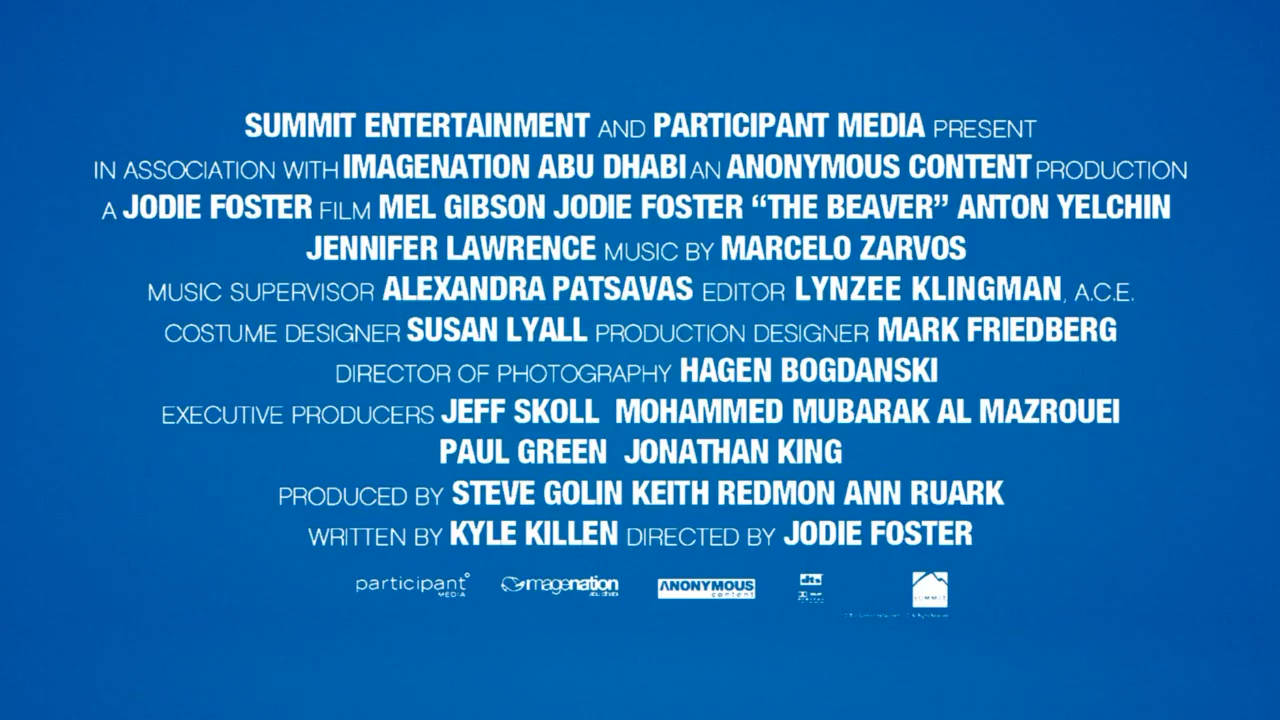 SUMMIT ENTERTAINMENT AND PARTICIPANT MEDIA PRESENT
IN ASSOCIATION WITH IMAGENATION ABU DHABI AN ANONYMOUS CONTENT PRODUCTION
A JODIE FOSTER FILM MEL GIBSON JODIE FOSTER “THE BEAVER” ANTON YELCHIN
JENNIFER LAWRENCE MUSIC BY MARCELO ZARVOS
MUSIC SUPERVISOR ALEXANDRA PATSAVAS EDITOR LYNZEE KLINGMAN, A.C.E.
COSTUME DESIGNER SUSAN LYALL PRODUCTION DESIGNER MARK FRIEDBERG
DIRECTOR OF PHOTOGRAPHY HAGEN BOGDANSKI
EXECUTIVE PRODUCERS JEFF SKOLL MOHAMMED MUBARAK AL MAZROUEI
PAUL GREEN JONATHAN KING
PRODUCED BY STEVE GOLIN KEITH REDMON ANN RUARK
WRITTEN BY KYLE KILLEN DIRECTED BY JODIE FOSTER
participant MEDIA imagenation abu dhabi ANONYMOUS content dts SUMMIT